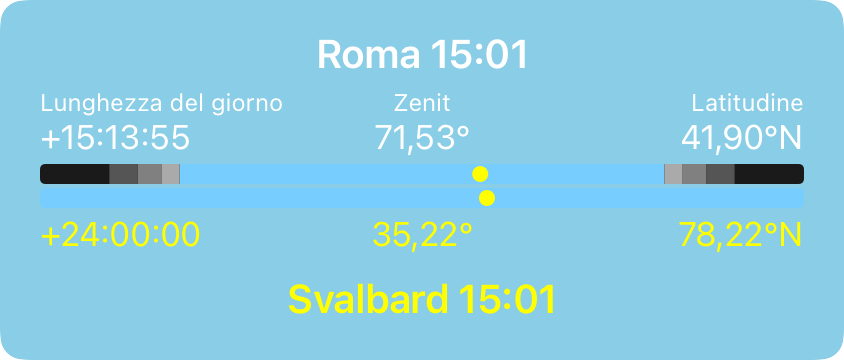 Roma 15:01
Lunghezza del giorno Zenit Latitudine
+15:13:55 71,53° 41,90°N
+24:00:00 35,22° 78,22°N
Svalbard 15:01